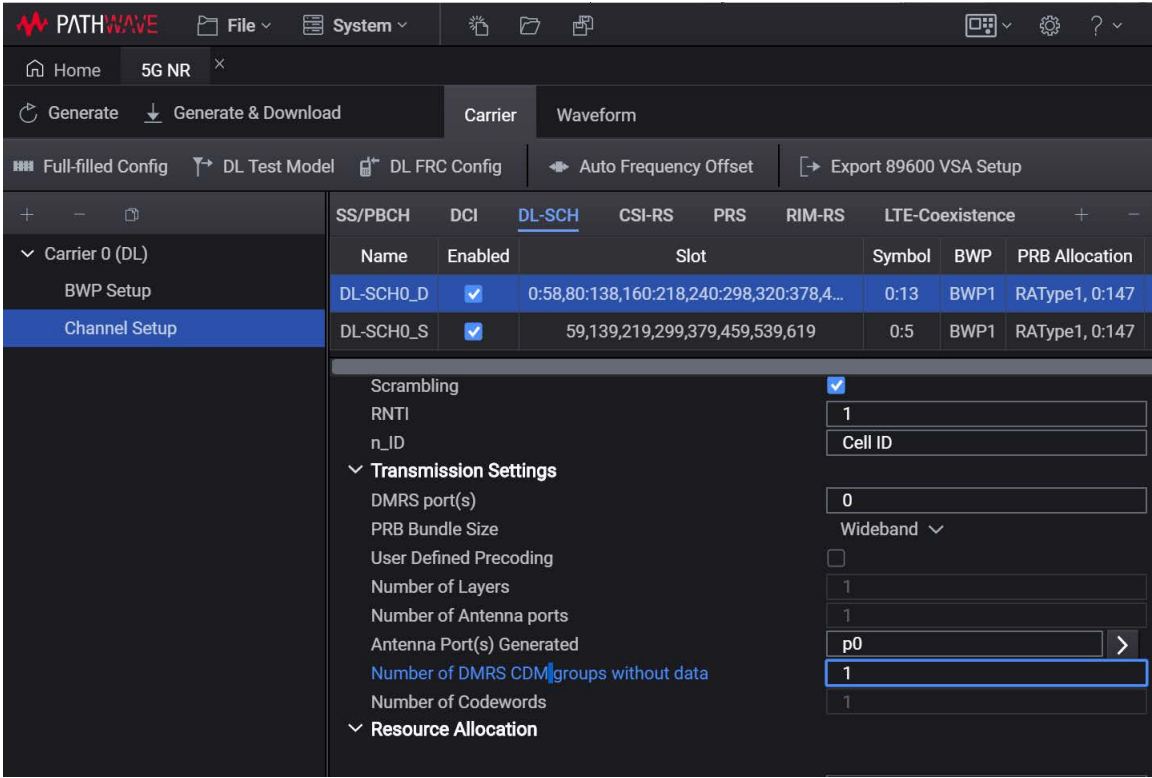 PATHWAVE File System ?
Home 5G NR ×
Generate Generate & Download Carrier Waveform
Full-filled Config DL Test Model DL FRC Config Auto Frequency Offset Export 89600 VSA Setup
SS/PBCH DCI DL-SCH CSI-RS PRS RIM-RS LTE-Coexistence
Carrier 0 (DL)
BWP Setup
Channel Setup
Name Enabled Slot Symbol BWP PRB Allocation
DL-SCH0_D 0:58,80:138,160:218,240:298,320:378,4... 0:13 BWP1 RAType1, 0:147
DL-SCH0_S 59,139,219,299,379,459,539,619 0:5 BWP1 RAType1, 0:147
Scrambling
RNTI 1
n_ID Cell ID
Transmission Settings
DMRS port(s) 0
PRB Bundle Size Wideband
User Defined Precoding
Number of Layers 1
Number of Antenna ports 1
Antenna Port(s) Generated p0
Number of DMRS CDM groups without data 1
Number of Codewords 1
Resource Allocation